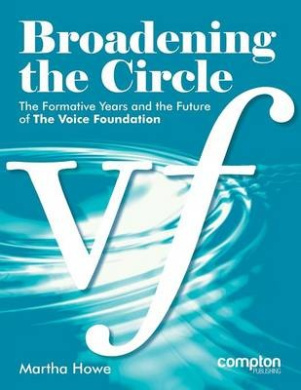 Broadening
the Circle
The Formative Years and the Future
of The Voice Foundation
vf
Martha Howe
compton
PUBLISHING